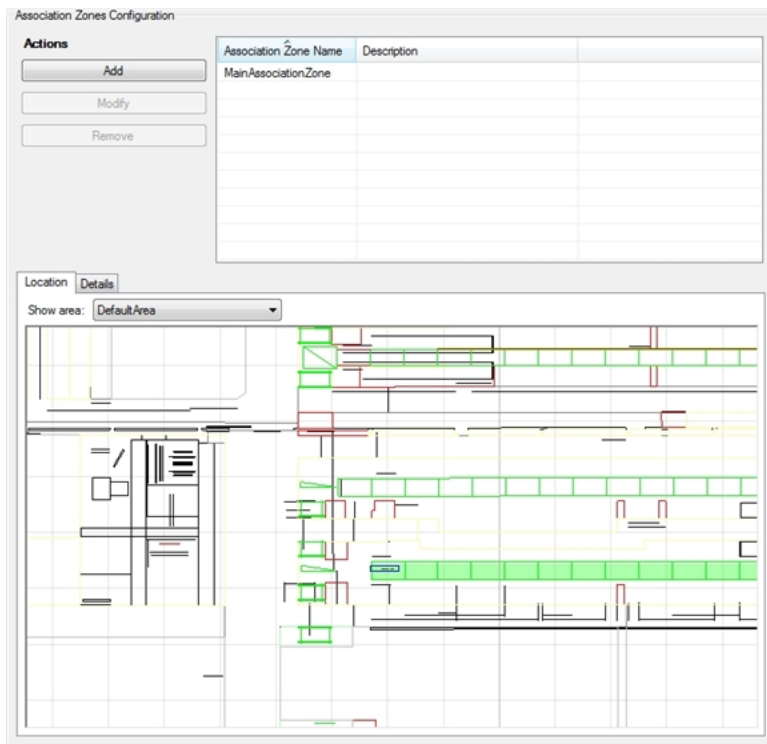 Association Zones Configuration
Actions
Add
Modify
Remove
Association Zone Name Description
MainAssociationZone
Location Details
Show area: DefaultArea